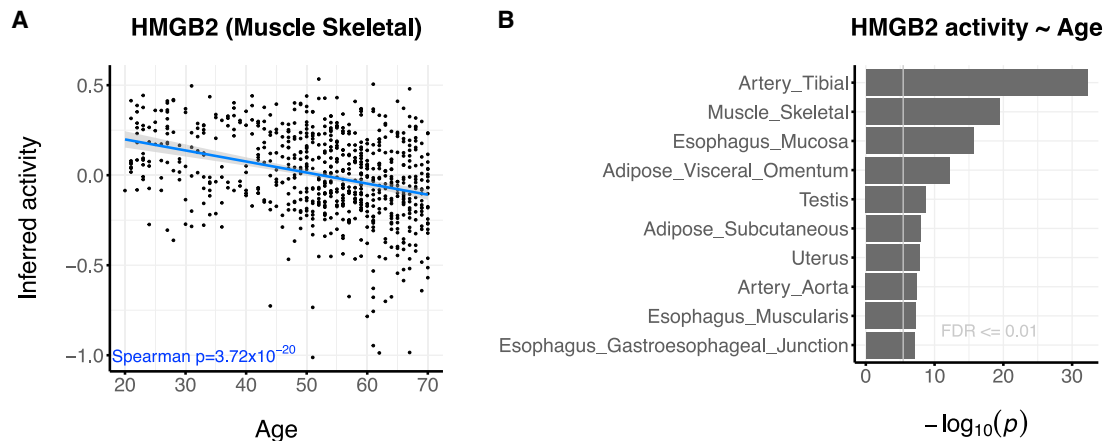 A
HMGB2 (Muscle Skeletal)
Inferred activity
0.5
0.0
−0.5
−1.0
Spearman p=3.72x10⁻²⁰
20 30 40 50 60 70
Age
B
HMGB2 activity ~ Age
Artery_Tibial
Muscle_Skeletal
Esophagus_Mucosa
Adipose_Visceral_Omentum
Testis
Adipose_Subcutaneous
Uterus
Artery_Aorta
Esophagus_Muscularis
Esophagus_Gastroesophageal_Junction
FDR <= 0.01
0 10 20 30
−log₁₀(p)